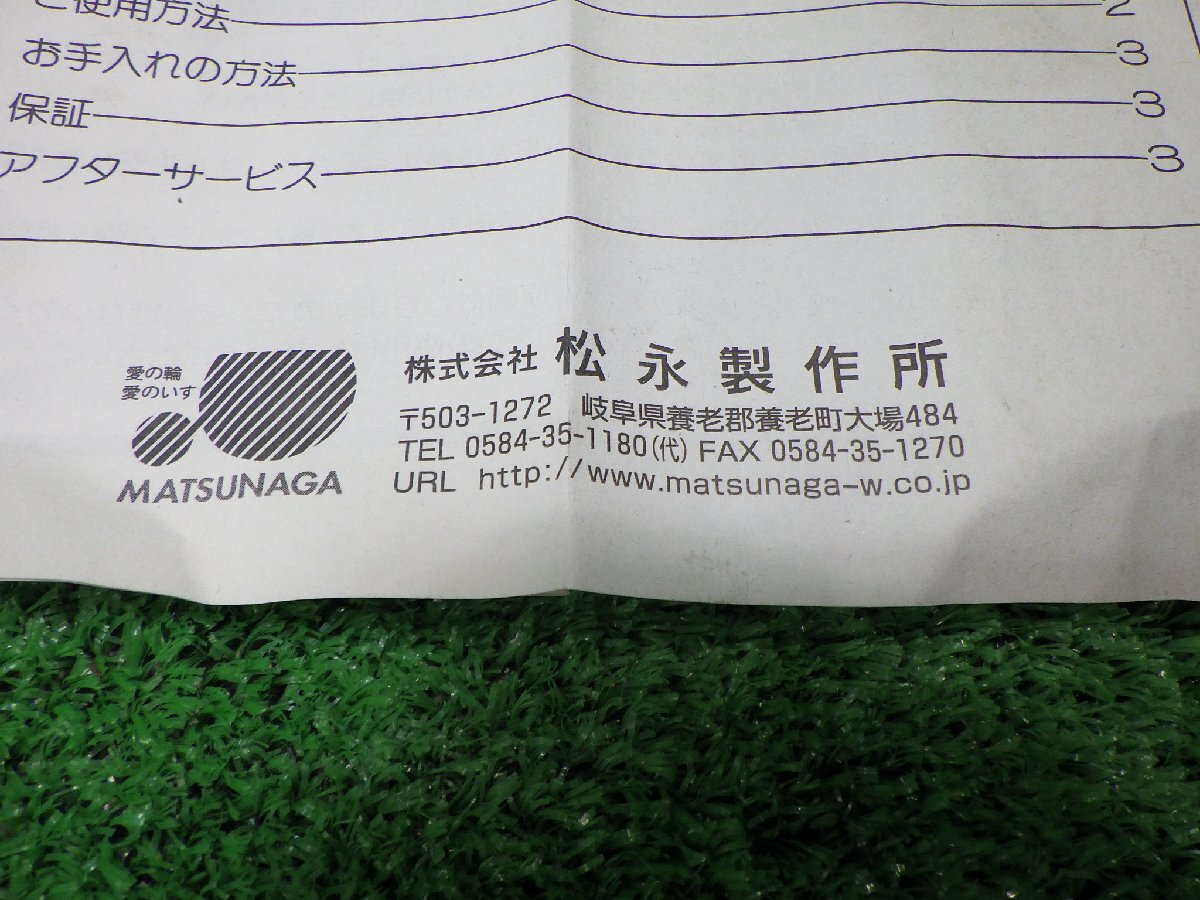 ご使用方法 2
お手入れの方法 3
保証 3
アフターサービス 3
愛の輪
愛のいす
MATSUNAGA
株式会社 松永製作所
〒503-1272 岐阜県養老郡養老町大場484
TEL 0584-35-1180(代) FAX 0584-35-1270
URL http://www.matsunaga-w.co.jp